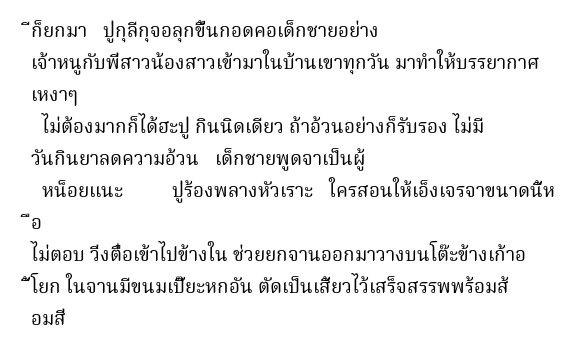 ีก็ยกมา ปูกุลีกุจอลุกขึ้นกอดคอเด็กชายอย่าง
เจ้าหนูกับพี่สาวน้องสาวเข้ามาในบ้านเขาทุกวัน มาทำให้บรรยากาศ
เหงาๆ
ไม่ต้องมากก็ได้ฮะปู่ กินนิดเดียว ถ้าอ้วนอย่างก็รับรอง ไม่มี
วันกินยาลดความอ้วน เด็กชายพูดจาเป็นผู้
หน็อยแนะ ปู่ร้องพลางหัวเราะ ใครสอนให้เอ็งเจรจาขนาดนี้ห
ือ
ไม่ตอบ วิ่งตื๋อเข้าไปข้างใน ช่วยยกจานออกมาวางบนโต๊ะข้างเก้าอ
ี้โยก ในจานมีขนมเปี๊ยะหกอัน ตัดเป็นเสี้ยวไว้เสร็จสรรพพร้อมส้
อมสี่